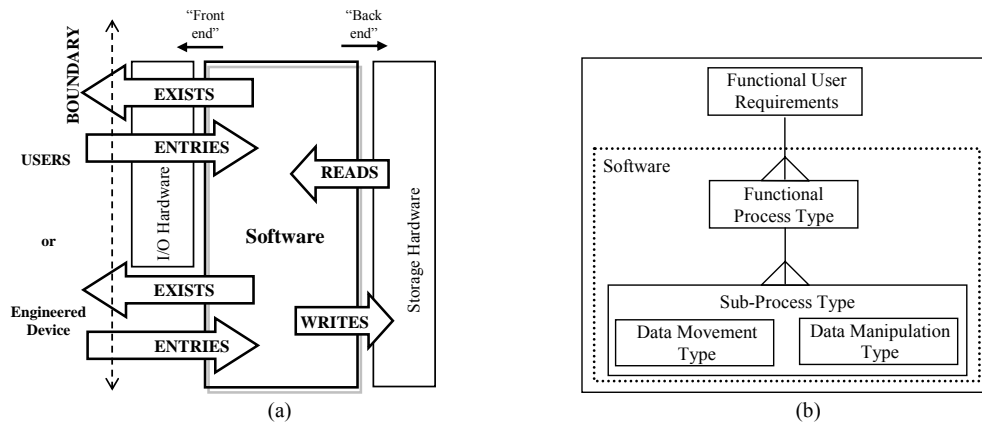 “Front
end”
“Back
end”
BOUNDARY
EXISTS
ENTRIES
USERS
or
Engineered
Device
I/O Hardware
READS
Software
Storage Hardware
EXISTS
WRITES
ENTRIES
(a)
Functional User
Requirements
Software
Functional
Process Type
Sub-Process Type
Data Movement
Type
Data Manipulation
Type
(b)